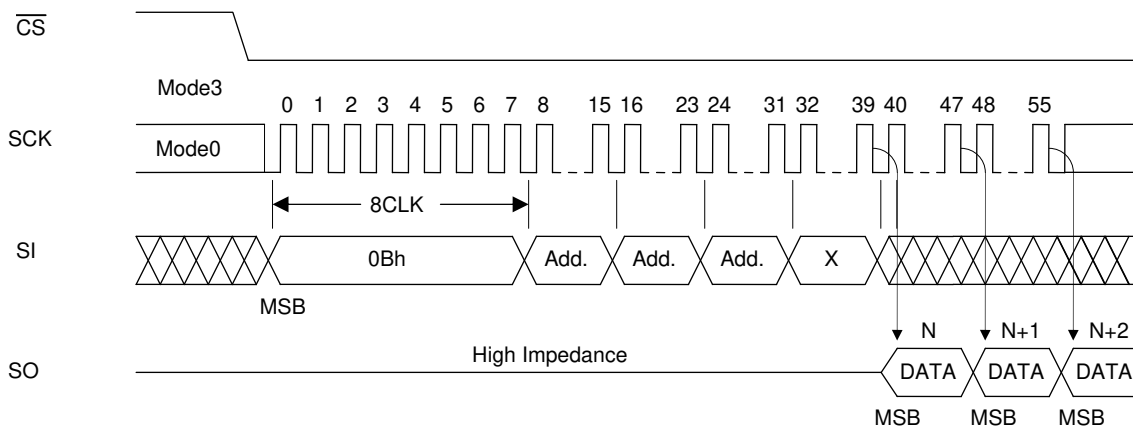 CS
Mode3
0 1 2 3 4 5 6 7 8 15 16 23 24 31 32 39 40 47 48 55
SCK
Mode0
8CLK
SI
0Bh Add. Add. Add. X
MSB
N N+1 N+2
High Impedance
SO
DATA DATA DATA
MSB MSB MSB